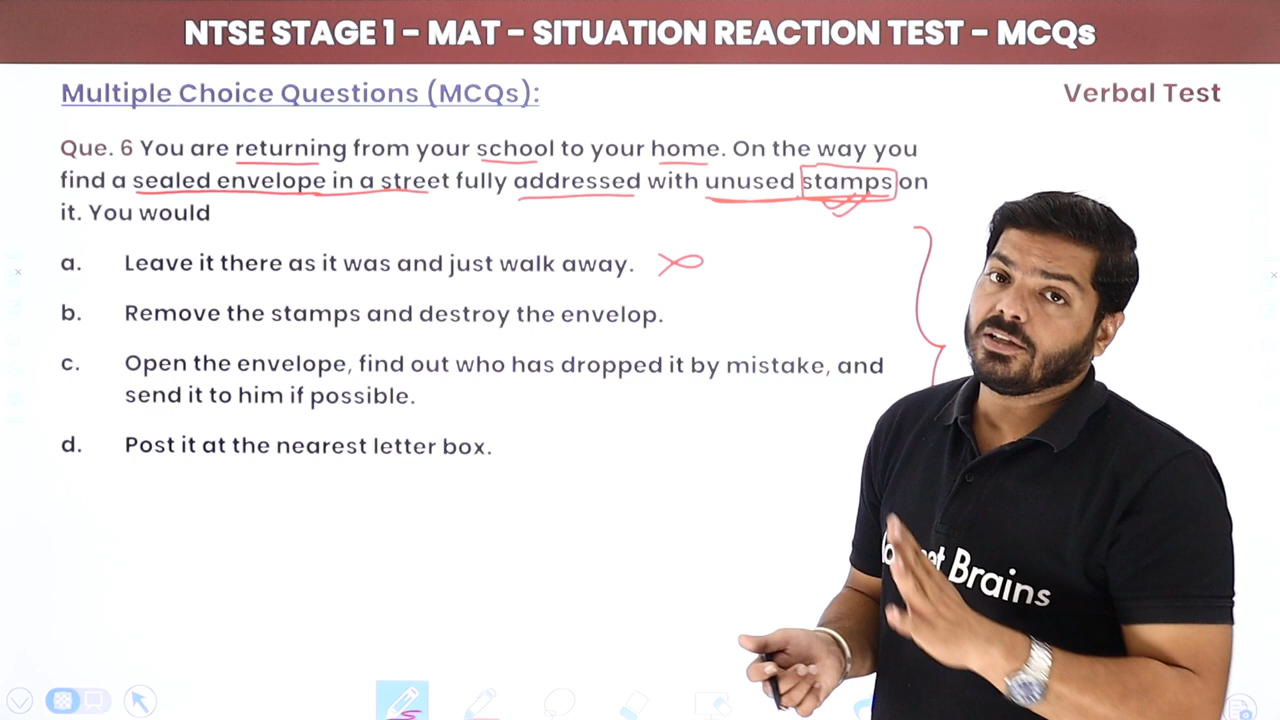 NTSE STAGE 1 – MAT – SITUATION REACTION TEST – MCQs
Multiple Choice Questions (MCQs):
Verbal Test
Que. 6 You are returning from your school to your home. On the way you
find a sealed envelope in a street fully addressed with unused stamps on
it. You would
a. Leave it there as it was and just walk away.
b. Remove the stamps and destroy the envelop.
c. Open the envelope, find out who has dropped it by mistake, and
send it to him if possible.
d. Post it at the nearest letter box.
Brains